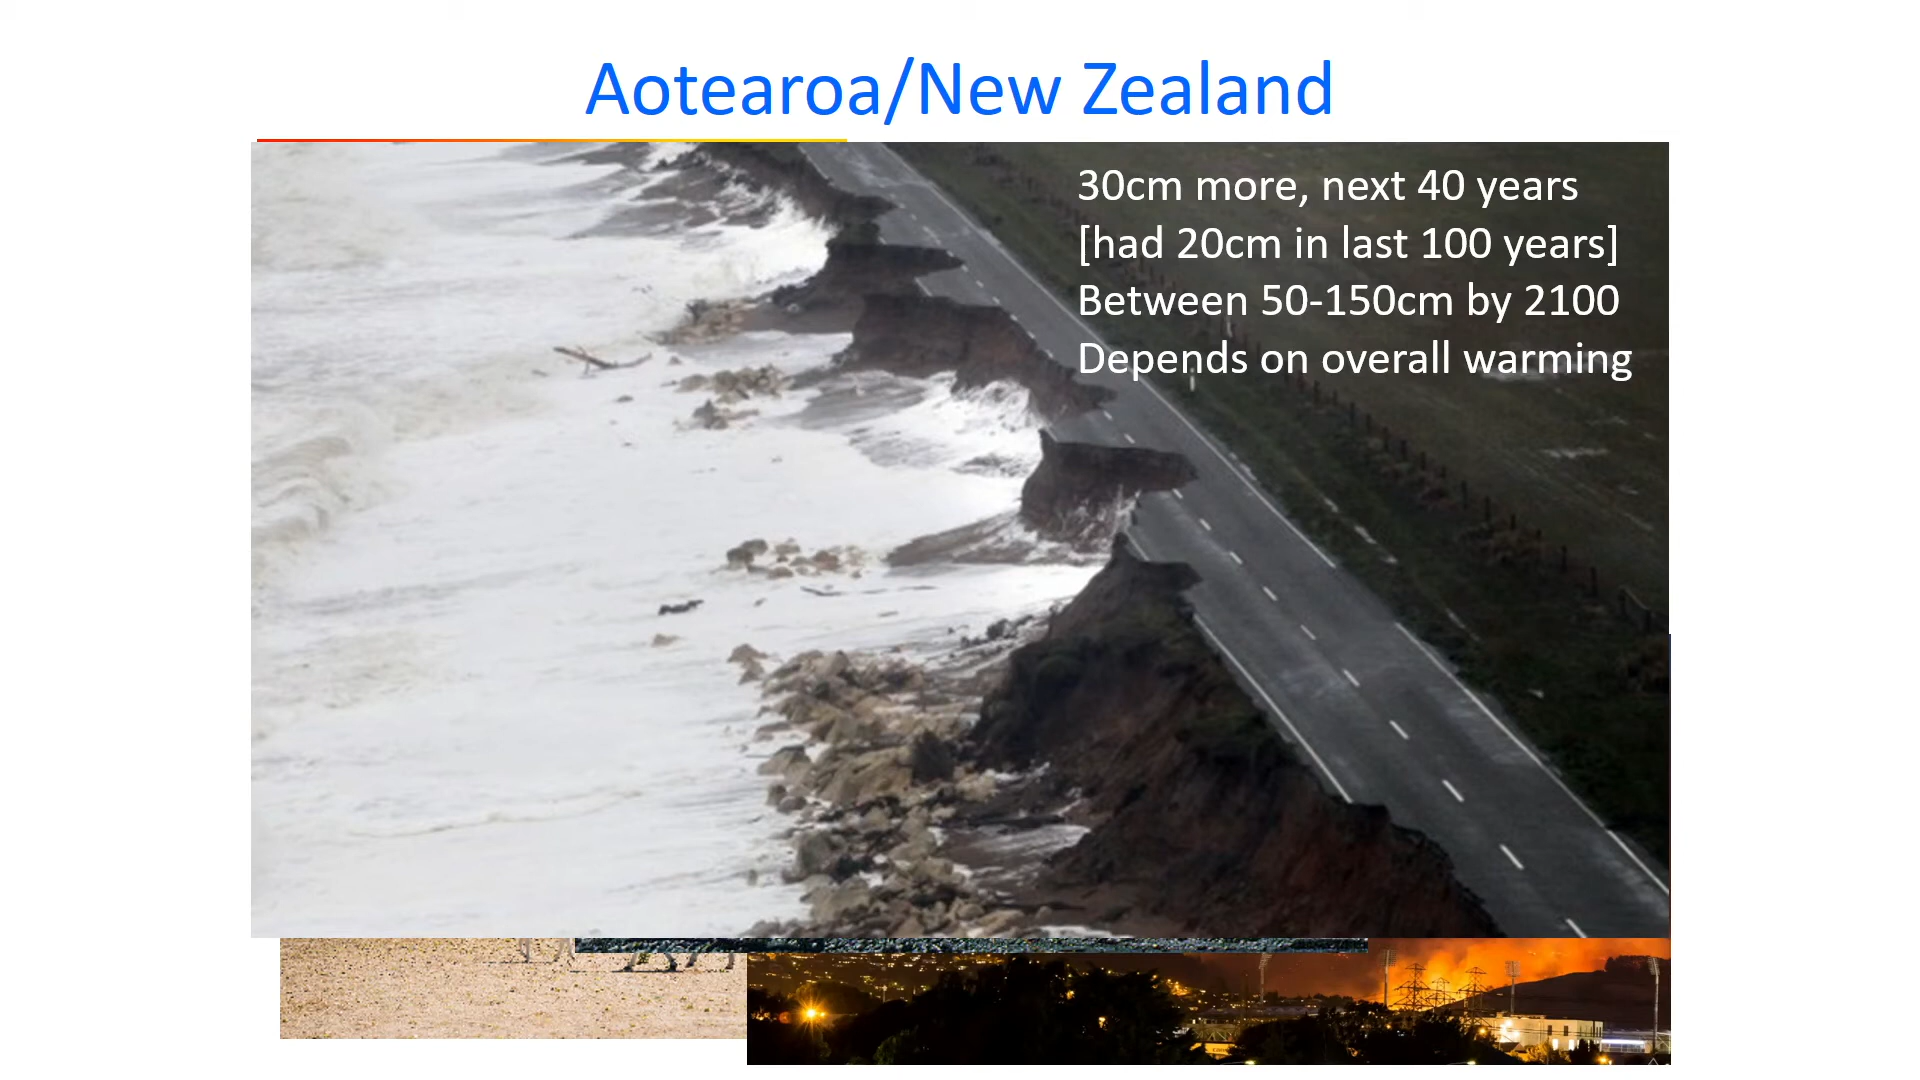 Aotearoa/New Zealand
30cm more, next 40 years
[had 20cm in last 100 years]
Between 50-150cm by 2100
Depends on overall warming